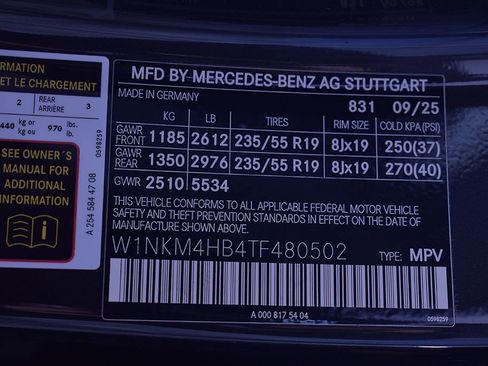 RMATION
ET LE CHARGEMENT
2 REAR ARRIÈRE 3
440 kg or kg ou 970 lb. or lb.
0598259
SEE OWNER'S
MANUAL FOR
ADDITIONAL
INFORMATION
A 254 584 47 08
MFD BY MERCEDES-BENZ AG STUTTGART
MADE IN GERMANY 831 09/25
KG LB TIRES RIM SIZE COLD KPA(PSI)
GAWR FRONT 1185 2612 235/55 R19 8Jx19 250(37)
GAWR REAR 1350 2976 235/55 R19 8Jx19 270(40)
GVWR 2510 5534
THIS VEHICLE CONFORMS TO ALL APPLICABLE FEDERAL MOTOR VEHICLE
SAFETY AND THEFT PREVENTION STANDARDS IN EFFECT ON THE DATE OF
MANUFACTURE SHOWN ABOVE.
W1NKM4HB4TF480502 TYPE: MPV
A 000 817 54 04
0598259